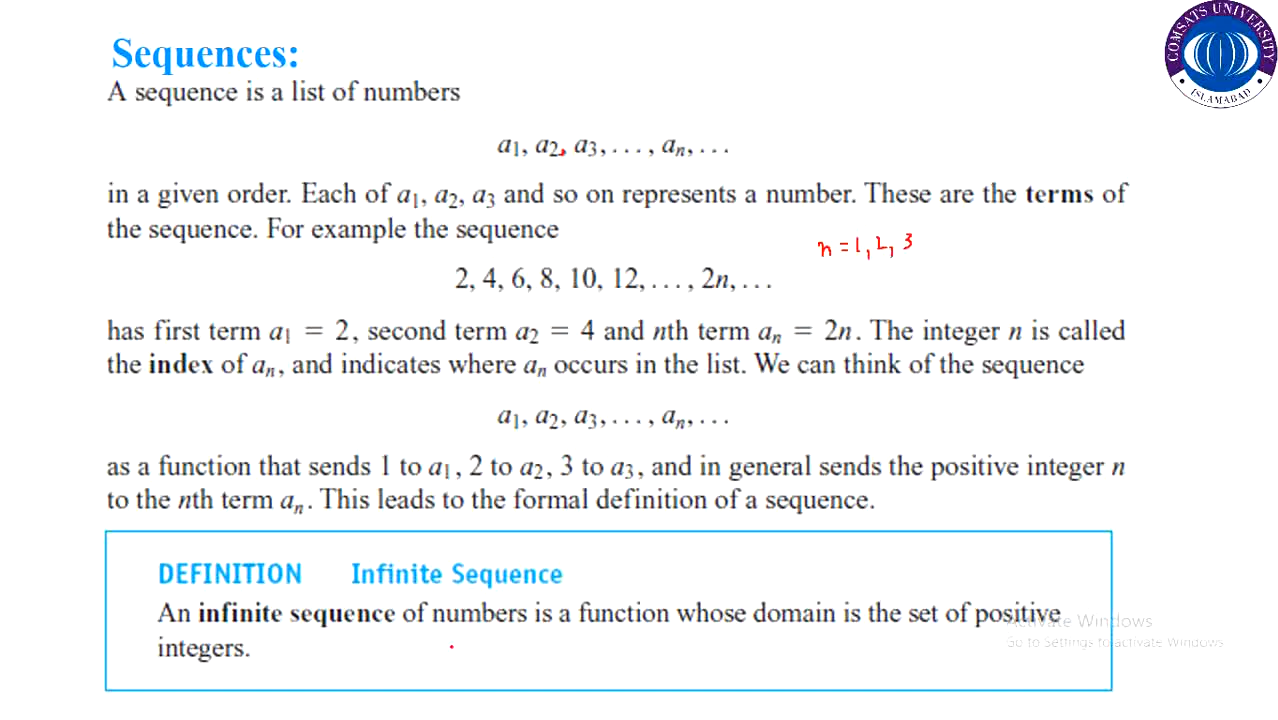 COMSATS UNIVERSITY
ISLAMABAD
Sequences:
A sequence is a list of numbers
a₁, a₂, a₃, . . . , aₙ, . . .
in a given order. Each of a₁, a₂, a₃ and so on represents a number. These are the terms of
the sequence. For example the sequence
n = 1, 2, 3
2, 4, 6, 8, 10, 12, . . . , 2n, . . .
has first term a₁ = 2, second term a₂ = 4 and nth term aₙ = 2n. The integer n is called
the index of aₙ, and indicates where aₙ occurs in the list. We can think of the sequence
a₁, a₂, a₃, . . . , aₙ, . . .
as a function that sends 1 to a₁, 2 to a₂, 3 to a₃, and in general sends the positive integer n
to the nth term aₙ. This leads to the formal definition of a sequence.
DEFINITION Infinite Sequence
An infinite sequence of numbers is a function whose domain is the set of positive
integers.
Activate Windows
Go to Settings to activate Windows